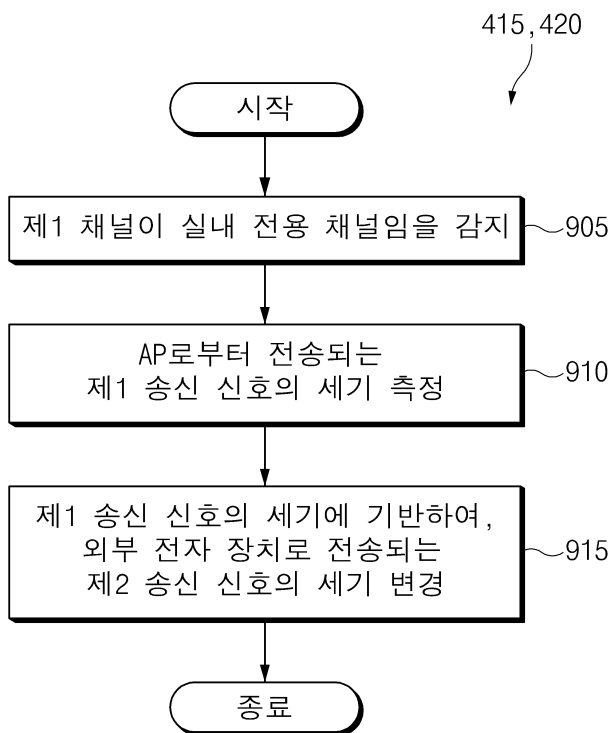 415,420
시작
제1 채널이 실내 전용 채널임을 감지
905
AP로부터 전송되는
제1 송신 신호의 세기 측정
910
제1 송신 신호의 세기에 기반하여,
외부 전자 장치로 전송되는
제2 송신 신호의 세기 변경
915
종료